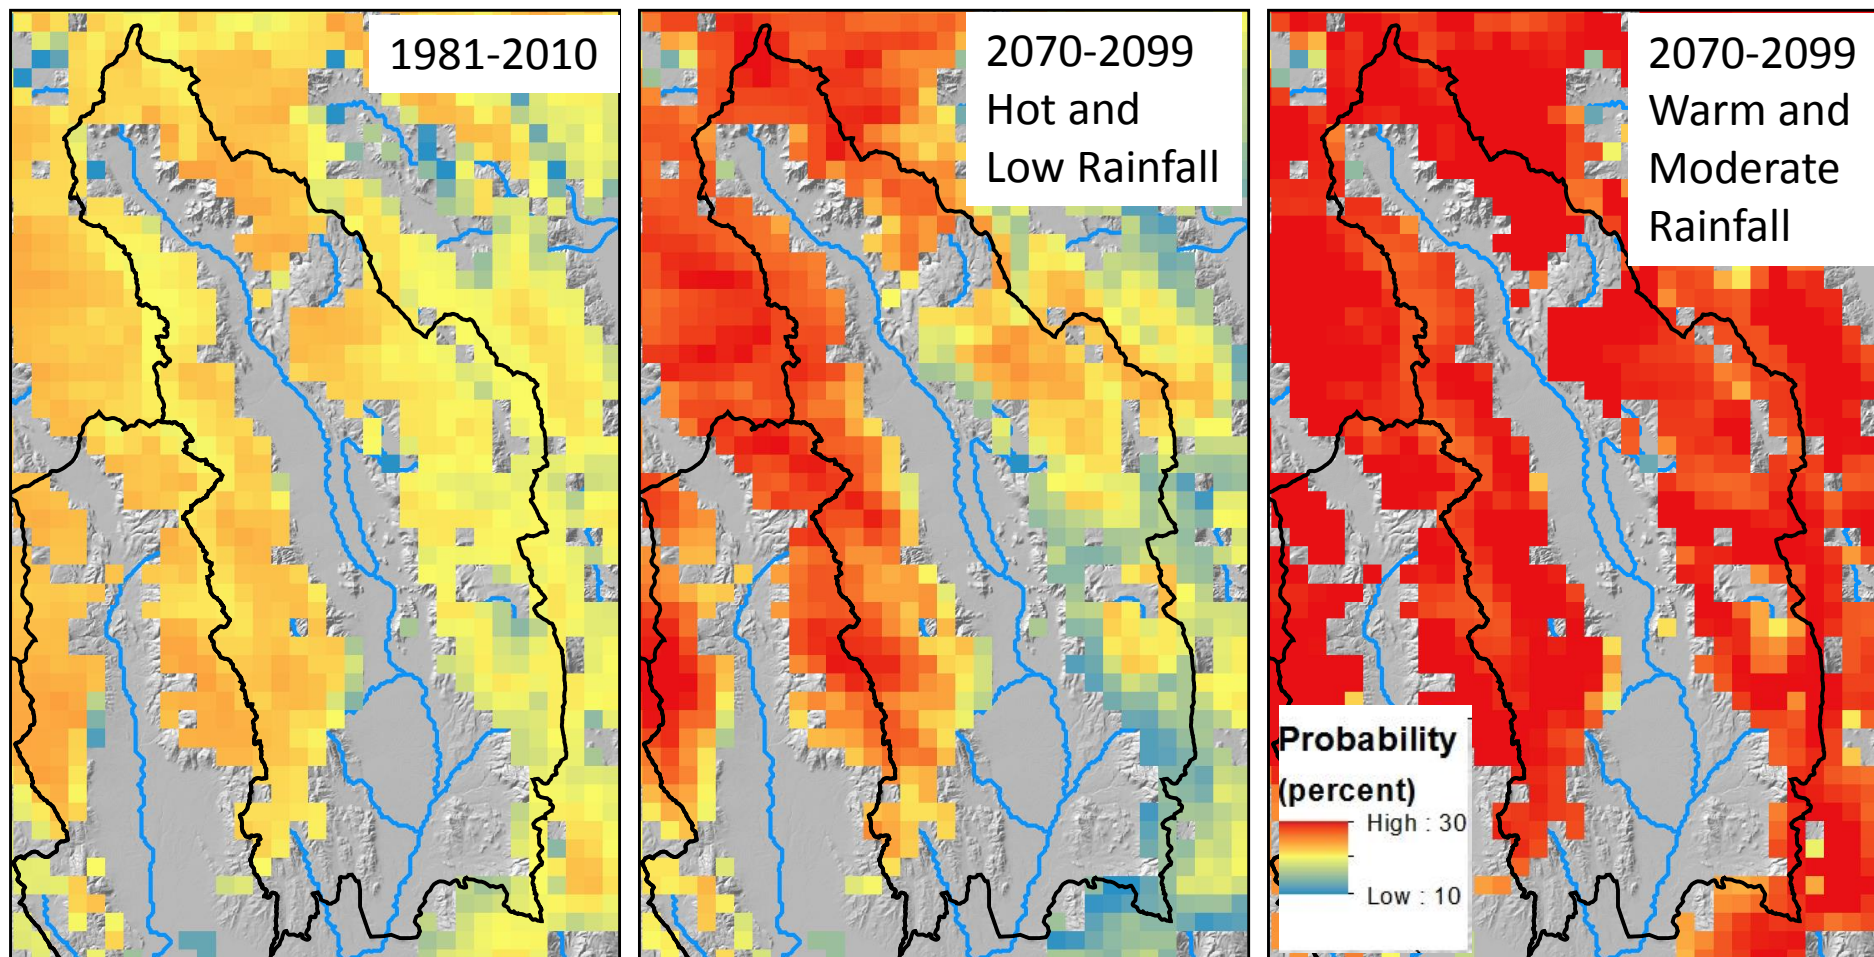 1981-2010
2070-2099
Hot and
Low Rainfall
2070-2099
Warm and
Moderate
Rainfall
Probability
(percent)
High : 30
Low : 10